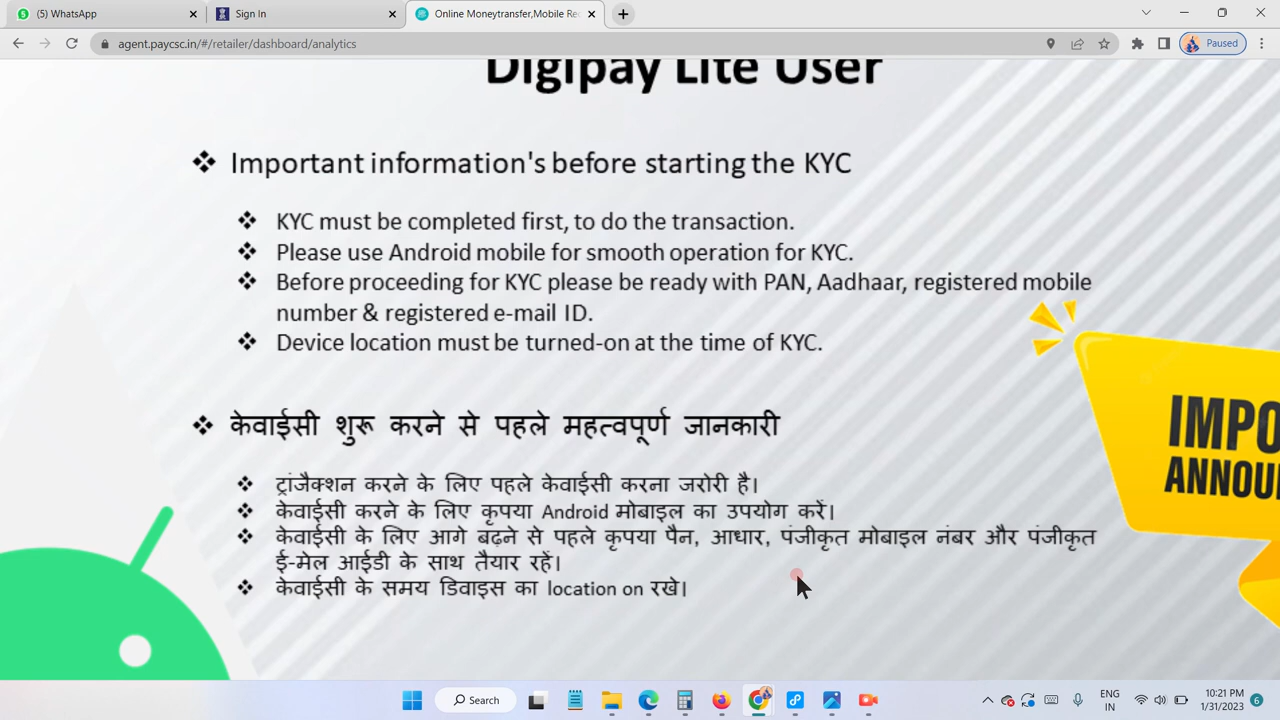 (5) WhatsApp
Sign In
Online Moneytransfer,Mobile Re
agent.paycsc.in/#/retailer/dashboard/analytics
Paused
Digipay Lite User
Important information's before starting the KYC
KYC must be completed first, to do the transaction.
Please use Android mobile for smooth operation for KYC.
Before proceeding for KYC please be ready with PAN, Aadhaar, registered mobile
number & registered e-mail ID.
Device location must be turned-on at the time of KYC.
IMPO
ANNOU
केवाईसी शुरू करने से पहले महत्वपूर्ण जानकारी
ट्रांजैक्शन करने के लिए पहले केवाईसी करना जरोरी है।
केवाईसी करने के लिए कृपया Android मोबाइल का उपयोग करें।
केवाईसी के लिए आगे बढ़ने से पहले कृपया पैन, आधार, पंजीकृत मोबाइल नंबर और पंजीकृत
ई-मेल आईडी के साथ तैयार रहें।
केवाईसी के समय डिवाइस का location on रखे।
Search
ENG
IN
10:21 PM
1/31/2023
6